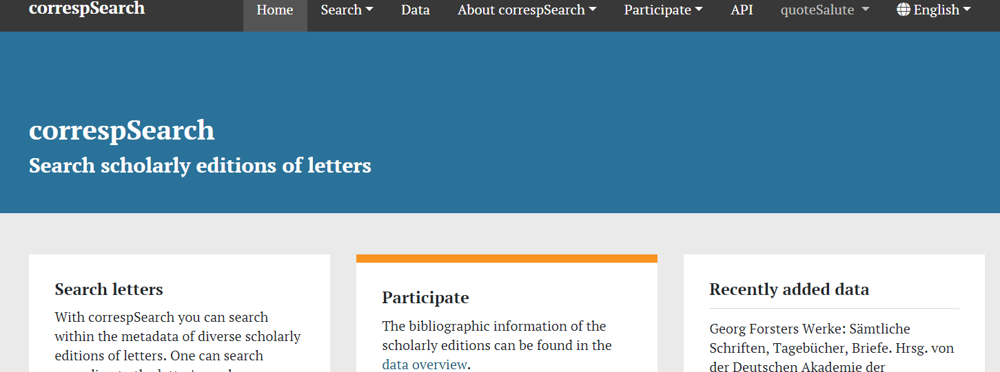 correspSearch
Home
Search
Data
About correspSearch
Participate
API
quoteSalute
English
correspSearch
Search scholarly editions of letters
Search letters
With correspSearch you can search
within the metadata of diverse scholarly
editions of letters. One can search
Participate
The bibliographic information of the
scholarly editions can be found in the
data overview.
Recently added data
Georg Forsters Werke: Sämtliche
Schriften, Tagebücher, Briefe. Hrsg. von
der Deutschen Akademie der